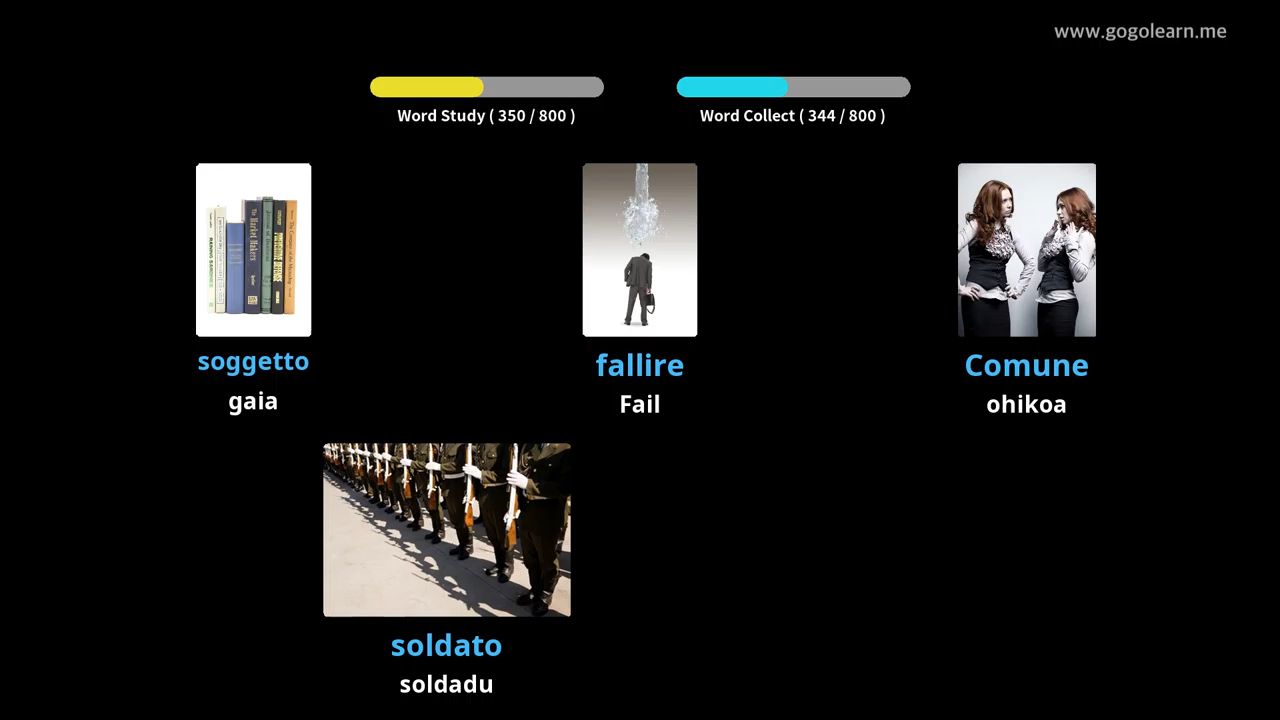 www.gogolearn.me
Word Study ( 350 / 800 )
Word Collect ( 344 / 800 )
soggetto
gaia
fallire
Fail
Comune
ohikoa
soldato
soldadu